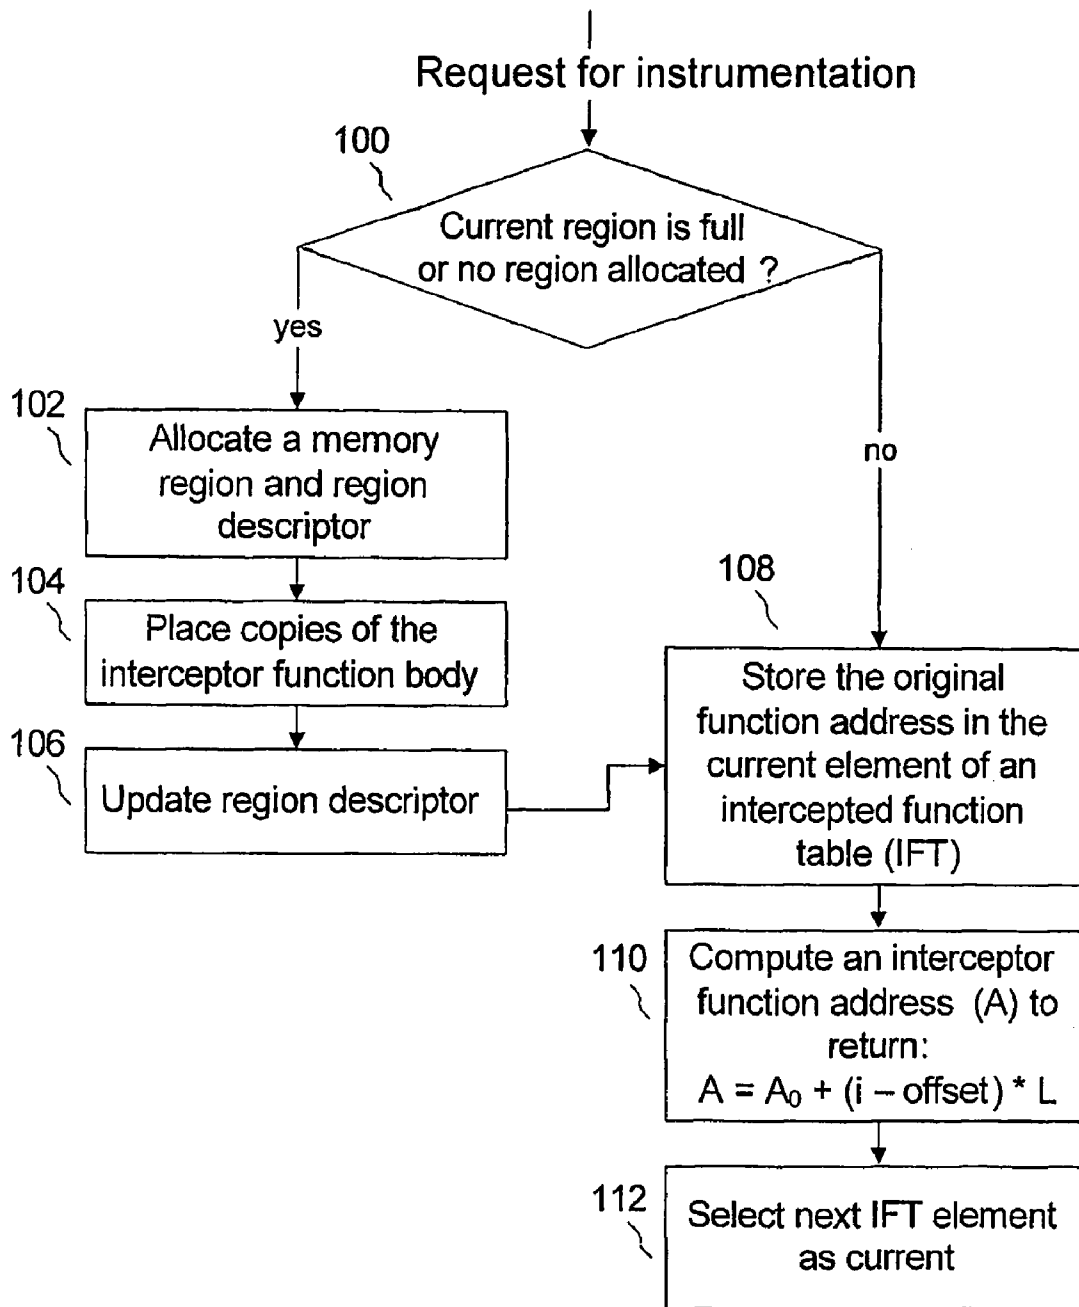 Request for instrumentation
100
Current region is full
or no region allocated ?
yes
no
102
Allocate a memory
region and region
descriptor
104
Place copies of the
interceptor function body
106
Update region descriptor
108
Store the original
function address in the
current element of an
intercepted function
table (IFT)
110
Compute an interceptor
function address (A) to
return:
A = A₀ + (i – offset) * L
112
Select next IFT element
as current